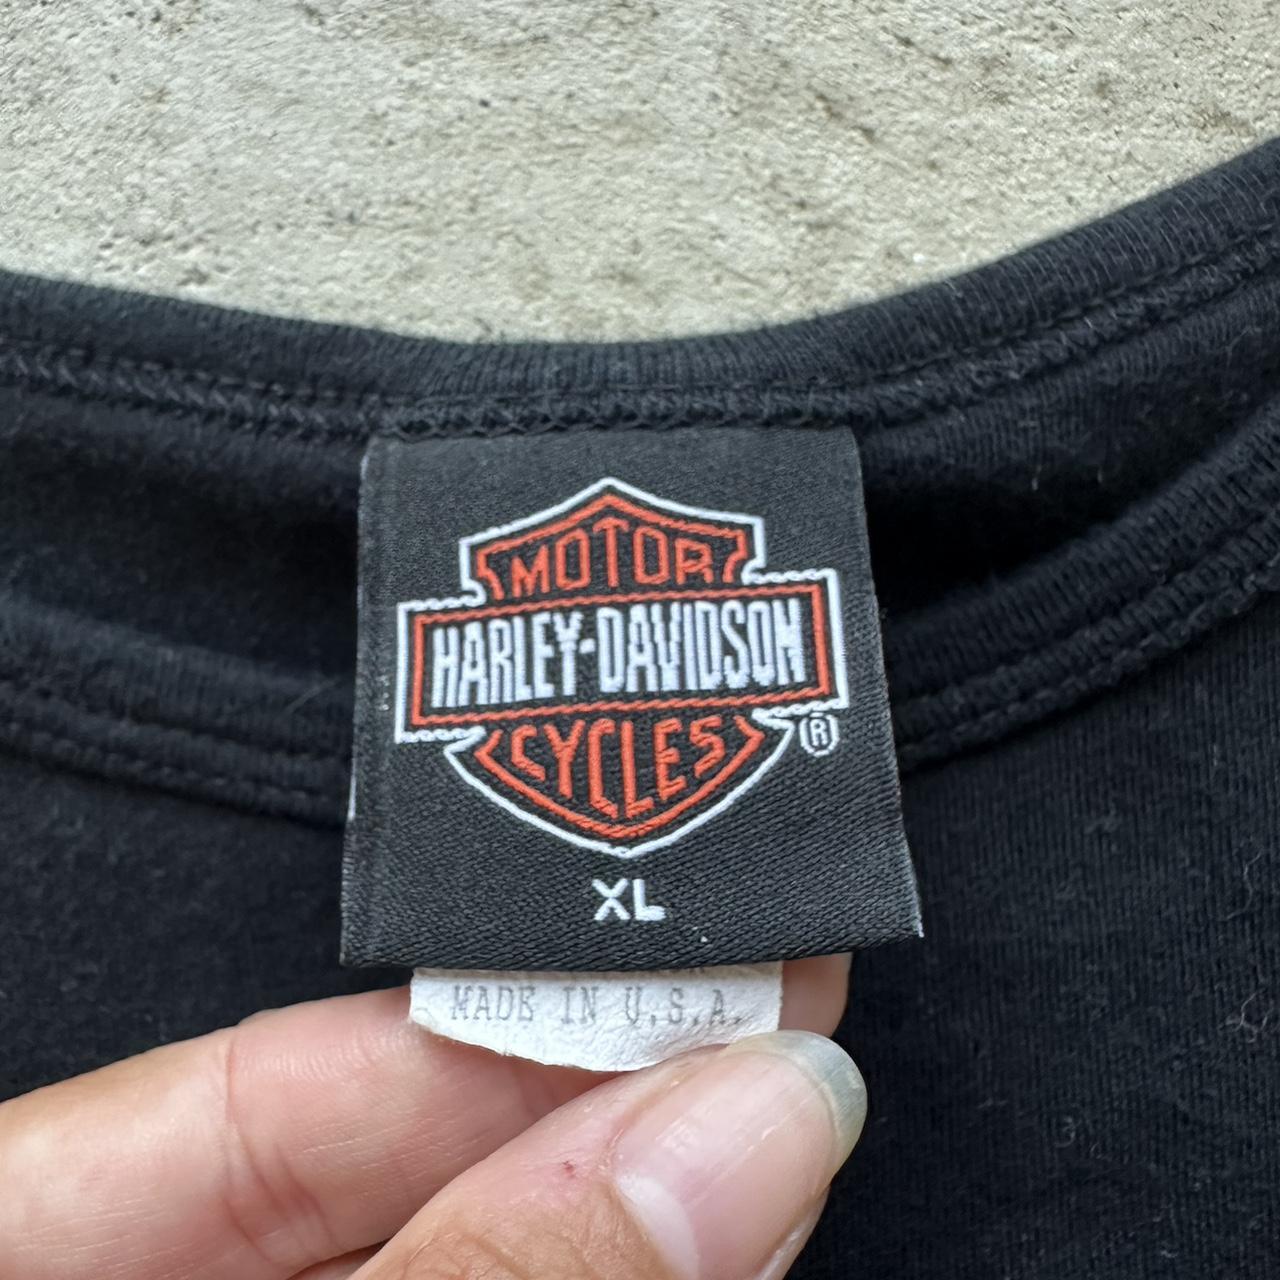 MOTOR
HARLEY-DAVIDSON
CYCLES
®
XL
MADE IN U.S.A.